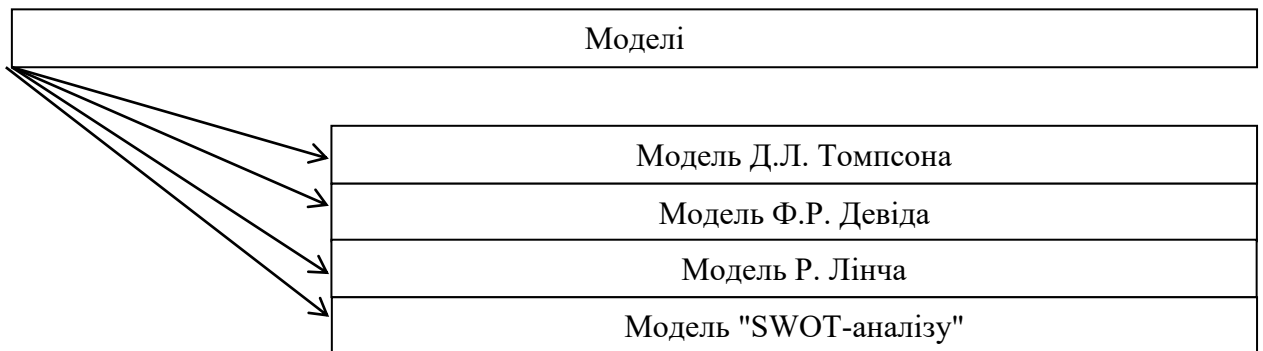 Моделі
Модель Д.Л. Томпсона
Модель Ф.Р. Девіда
Модель Р. Лінча
Модель "SWOT-аналізу"